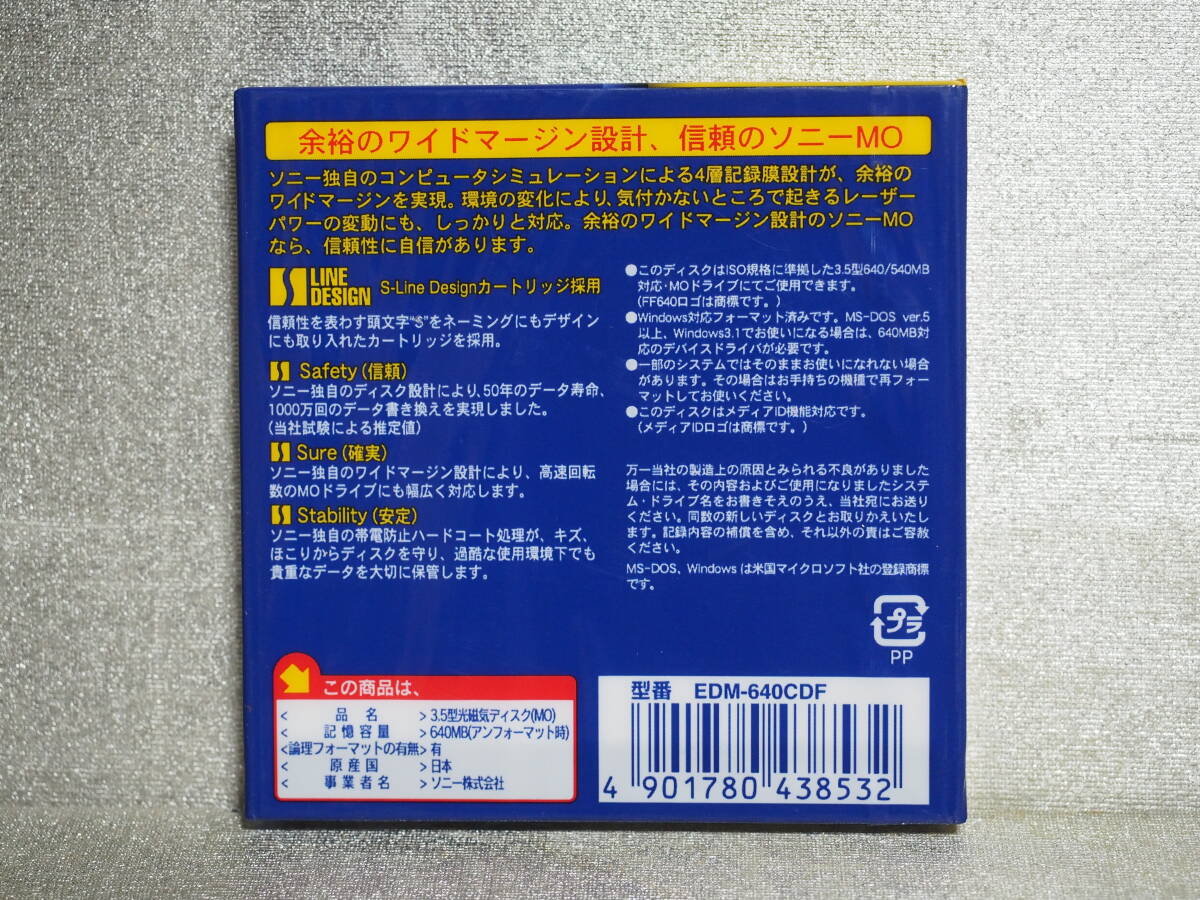 余裕のワイドマージン設計、信頼のソニーMO
ソニー独自のコンピュータシミュレーションによる4層記録膜設計が、余裕の
ワイドマージンを実現。環境の変化により、気付かないところで起きるレーザー
パワーの変動にも、しっかりと対応。余裕のワイドマージン設計のソニーMO
なら、信頼性に自信があります。
S LINE
DESIGN
S-Line Designカートリッジ採用
信頼性を表わす頭文字“S”をネーミングにもデザイン
にも取り入れたカートリッジを採用。
S Safety(信頼)
ソニー独自のディスク設計により、50年のデータ寿命、
1000万回のデータ書き換えを実現しました。
(当社試験による推定値)
S Sure(確実)
ソニー独自のワイドマージン設計により、高速回転
数のMOドライブにも幅広く対応します。
S Stability(安定)
ソニー独自の帯電防止ハードコート処理が、キズ、
ほこりからディスクを守り、過酷な使用環境下でも
貴重なデータを大切に保管します。
●このディスクはISO規格に準拠した3.5型640/540MB
対応・MOドライブにてご使用できます。
(FF640ロゴは商標です。)
●Windows対応フォーマット済みです。MS-DOS ver.5
以上、Windows3.1でお使いになる場合は、640MB対
応のデバイスドライバが必要です。
●一部のシステムではそのままお使いになれない場合
があります。その場合はお手持ちの機種で再フォー
マットしてお使いください。
●このディスクはメディアID機能対応です。
(メディアIDロゴは商標です。)
万一当社の製造上の原因とみられる不良がありました
場合には、その内容およびご使用になりましたシステ
ム・ドライブ名をお書きそえのうえ、当社宛にお送り
ください。同数の新しいディスクとお取りかえいたしま
す。記録内容の補償を含め、それ以外の責はご容赦
ください。
MS-DOS、Windows は米国マイクロソフト社の登録商標
です。
プラ
PP
この商品は、
< 品名 > 3.5型光磁気ディスク(MO)
< 記憶容量 > 640MB(アンフォーマット時)
<論理フォーマットの有無> 有
< 原産国 > 日本
< 事業者名 > ソニー株式会社
型番 EDM-640CDF
4 901780 438532